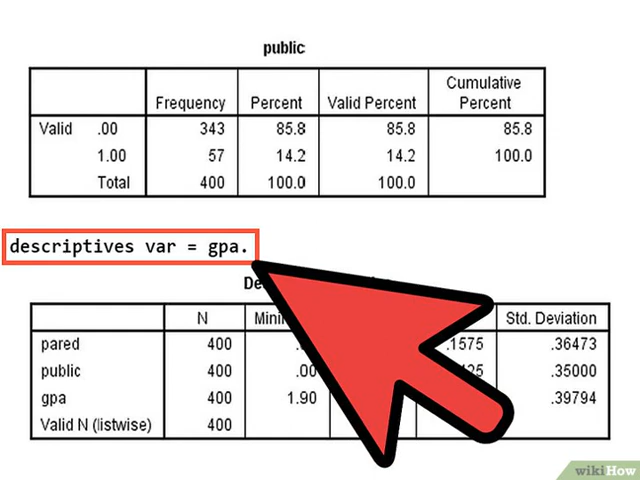 public
Frequency Percent Valid Percent Cumulative Percent
Valid .00 343 85.8 85.8 85.8
1.00 57 14.2 14.2 100.0
Total 400 100.0 100.0
descriptives var = gpa.
N Std. Deviation
pared 400 .1575 .36473
public 400 .00 .35000
gpa 400 1.90 .39794
Valid N (listwise) 400
wikiHow